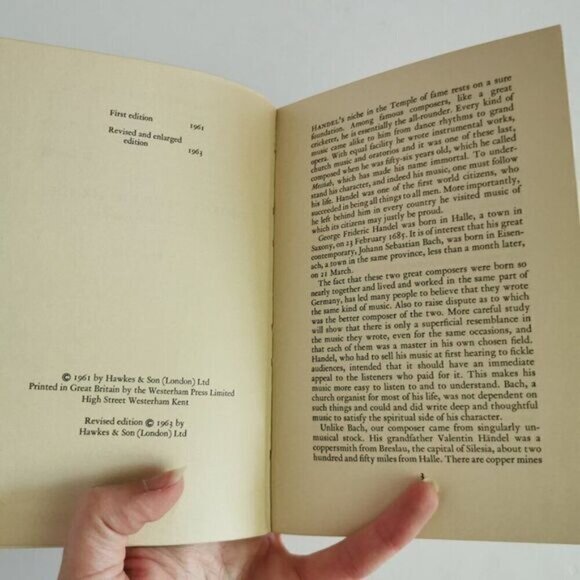 First edition 1961
Revised and enlarged
edition 1963
© 1961 by Hawkes & Son (London) Ltd
Printed in Great Britain by the Westerham Press Limited
High Street Westerham Kent
Revised edition © 1963 by
Hawkes & Son (London) Ltd
HANDEL'S niche in the Temple of fame rests on a sure
foundation. Among famous composers, like a great
cricketer, he is essentially the all-rounder. Every kind of
music came alike to him from dance rhythms to grand
opera. With equal facility he wrote instrumental works,
church music and oratorios and it was one of these last,
composed when he was fifty-six years old, which he called
Messiah, which has made his name immortal. To under-
stand his character, and indeed his music, one must follow
his life. Handel was one of the first world citizens, who
succeeded in being all things to all men. More importantly,
he left behind him in every country he visited music of
which its citizens may justly be proud.
George Frideric Handel was born in Halle, a town in
Saxony, on 23 February 1685. It is of interest that his great
contemporary, Johann Sebastian Bach, was born in Eisen-
ach, a town in the same province, less than a month later,
on 21 March.
The fact that these two great composers were born so
nearly together and lived and worked in the same part of
Germany, has led many people to believe that they wrote
the same kind of music. Also to raise dispute as to which
was the better composer of the two. More careful study
will show that there is only a superficial resemblance in
the music they wrote, even for the same occasions, and
that each of them was a master in his own chosen field.
Handel, who had to sell his music at first hearing to fickle
audiences, intended that it should have an immediate
appeal to the listeners who paid for it. This makes his
music more easy to listen to and to understand. Bach, a
church organist for most of his life, was not dependent on
such things and could and did write deep and thoughtful
music to satisfy the spiritual side of his character.
Unlike Bach, our composer came from singularly un-
musical stock. His grandfather Valentin Händel was a
coppersmith from Breslau, the capital of Silesia, about two
hundred and fifty miles from Halle. There are copper mines
3